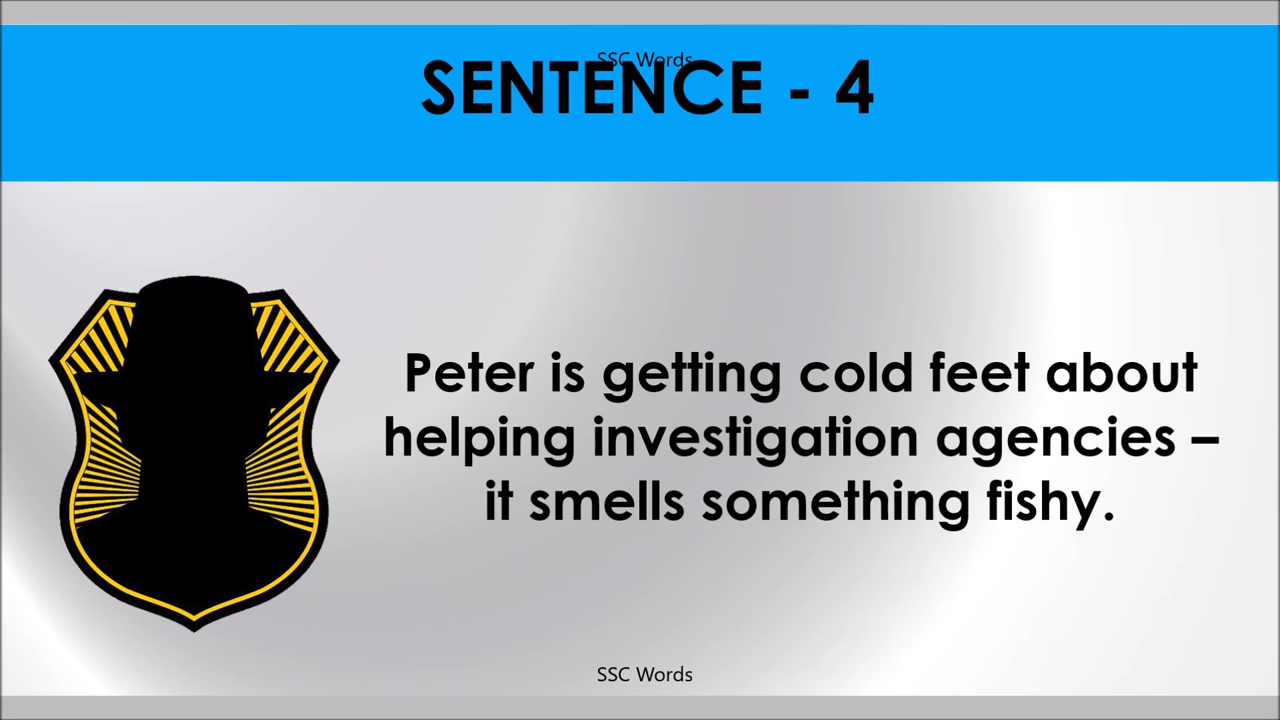 SSC Words
SENTENCE - 4
Peter is getting cold feet about
helping investigation agencies –
it smells something fishy.
SSC Words